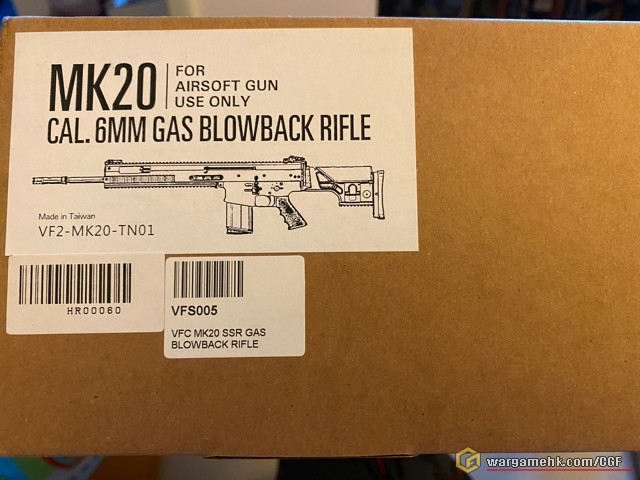 MK20
FOR
AIRSOFT GUN
USE ONLY
CAL. 6MM GAS BLOWBACK RIFLE
Made in Taiwan
VF2-MK20-TN01
HR00060
VFS005
VFC MK20 SSR GAS
BLOWBACK RIFLE
wargamehk.com/CGF